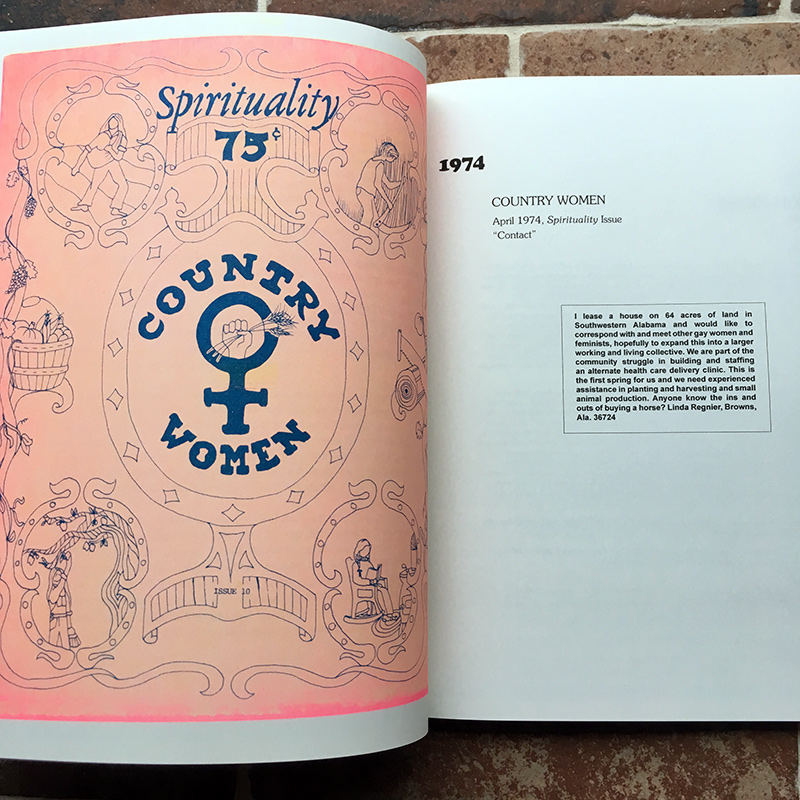 Spirituality
75¢
COUNTRY
WOMEN
ISSUE 10
1974
COUNTRY WOMEN
April 1974, Spirituality Issue
“Contact”
I lease a house on 64 acres of land in
Southwestern Alabama and would like to
correspond with and meet other gay women and
feminists, hopefully to expand this into a larger
working and living collective. We are part of the
community struggle in building and staffing
an alternate health care delivery clinic. This is
the first spring for us and we need experienced
assistance in planting and harvesting and small
animal production. Anyone know the ins and
outs of buying a horse? Linda Regnier, Browns,
Ala. 36724